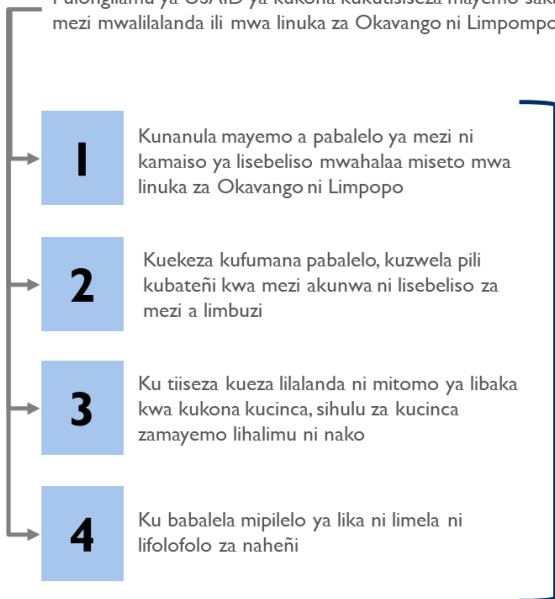 mezi mwalilalanda ili mwa linuka za Okavango ni Limpompo
1
Kunanula mayemo a pabalelo ya mezi ni
kamaiso ya lisebeliso mwahalaa miseto mwa
linuka za Okavango ni Limpopo
2
Kuekeza kufumana pabalelo, kuzwela pili
kubateñi kwa mezi akunwa ni lisebeliso za
mezi a limbuzi
3
Ku tiiseza kueza lilalanda ni mitomo ya libaka
kwa kukona kucinca, sihulu za kucinca
zamayemo lihalimu ni nako
4
Ku babalela mipilelo ya lika ni limela ni
lifolofolo za naheñi